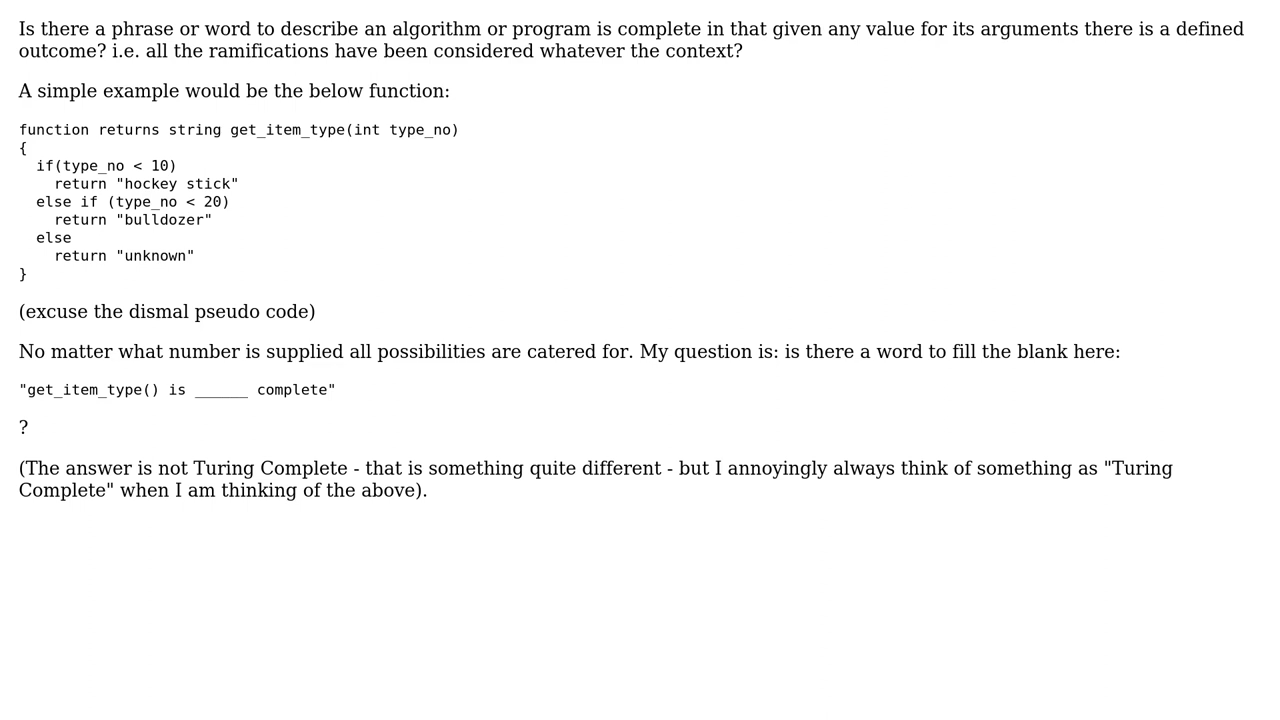 Is there a phrase or word to describe an algorithm or program is complete in that given any value for its arguments there is a defined
outcome? i.e. all the ramifications have been considered whatever the context?
A simple example would be the below function:
function returns string get_item_type(int type_no)
{
  if(type_no < 10)
    return "hockey stick"
  else if (type_no < 20)
    return "bulldozer"
  else
    return "unknown"
}
(excuse the dismal pseudo code)
No matter what number is supplied all possibilities are catered for. My question is: is there a word to fill the blank here:
"get_item_type() is ______ complete"
?
(The answer is not Turing Complete - that is something quite different - but I annoyingly always think of something as "Turing
Complete" when I am thinking of the above).